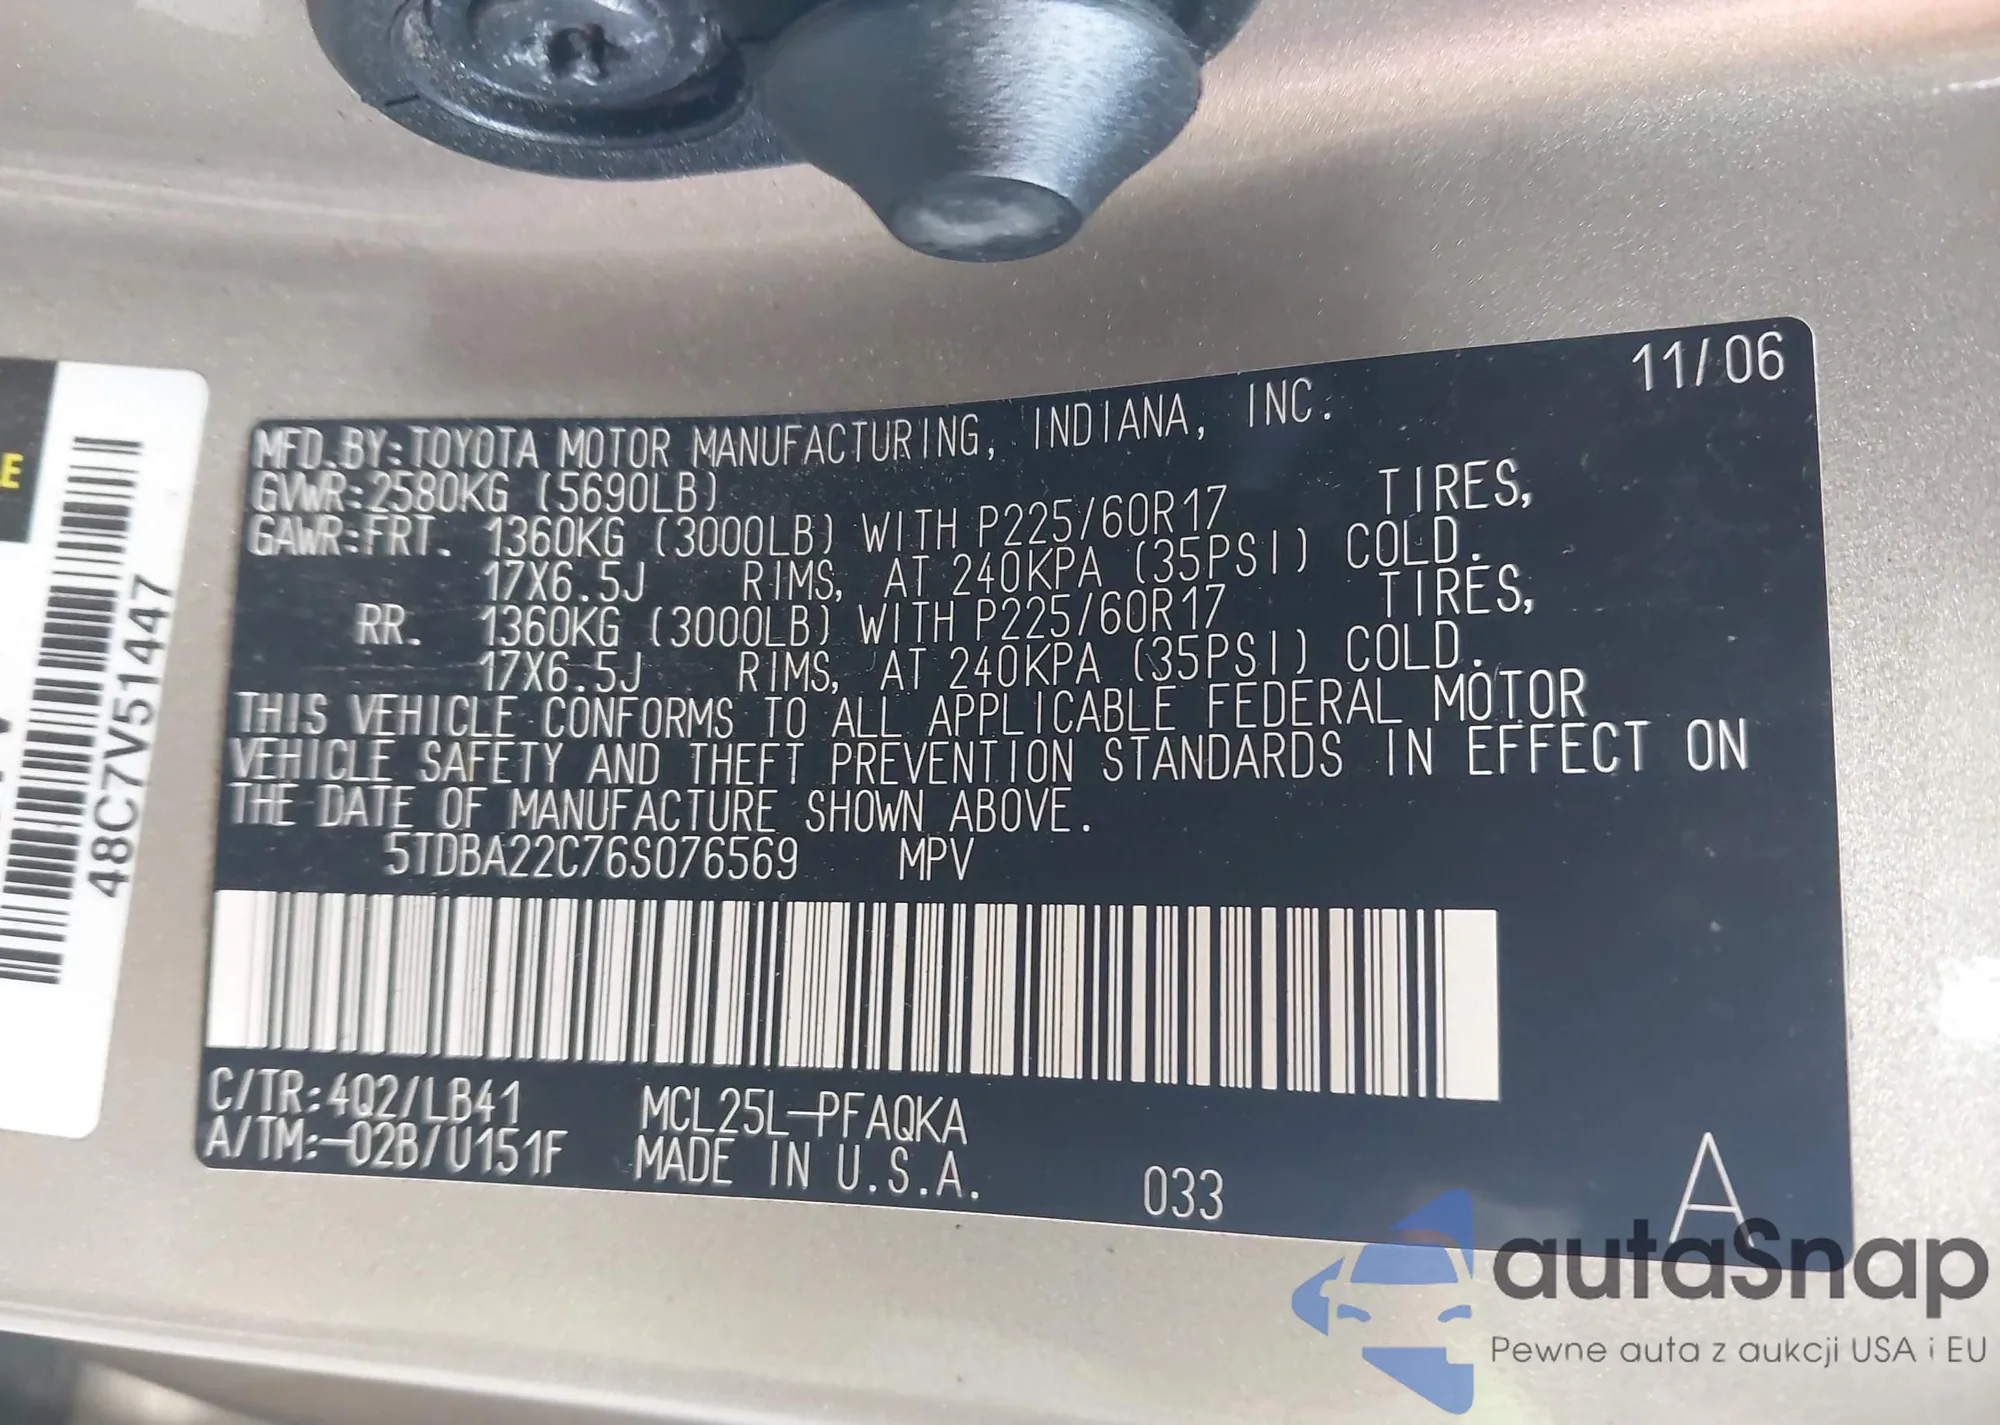 11/06
MFD.BY:TOYOTA MOTOR MANUFACTURING, INDIANA, INC.
GVWR:2580KG (5690LB)
GAWR:FRT. 1360KG (3000LB) WITH P225/60R17 TIRES,
17X6.5J RIMS, AT 240KPA (35PSI) COLD.
RR. 1360KG (3000LB) WITH P225/60R17 TIRES,
17X6.5J RIMS, AT 240KPA (35PSI) COLD.
THIS VEHICLE CONFORMS TO ALL APPLICABLE FEDERAL MOTOR
VEHICLE SAFETY AND THEFT PREVENTION STANDARDS IN EFFECT ON
THE DATE OF MANUFACTURE SHOWN ABOVE.
5TDBA22C76S076569 MPV
C/TR:4Q2/LB41 MCL25L-PFAQKA
A/TM:-02B/U151F MADE IN U.S.A.
033
A
48C7V51447
autaSnap
Pewne auta z aukcji USA i EU